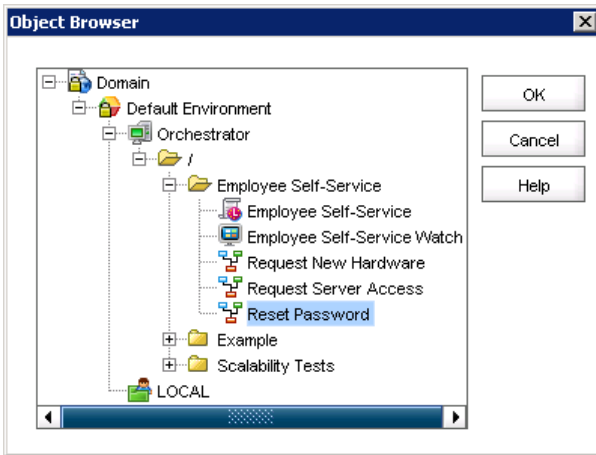 Object Browser
Domain
Default Environment
Orchestrator
/
Employee Self-Service
Employee Self-Service
Employee Self-Service Watch
Request New Hardware
Request Server Access
Reset Password
Example
Scalability Tests
LOCAL
OK
Cancel
Help